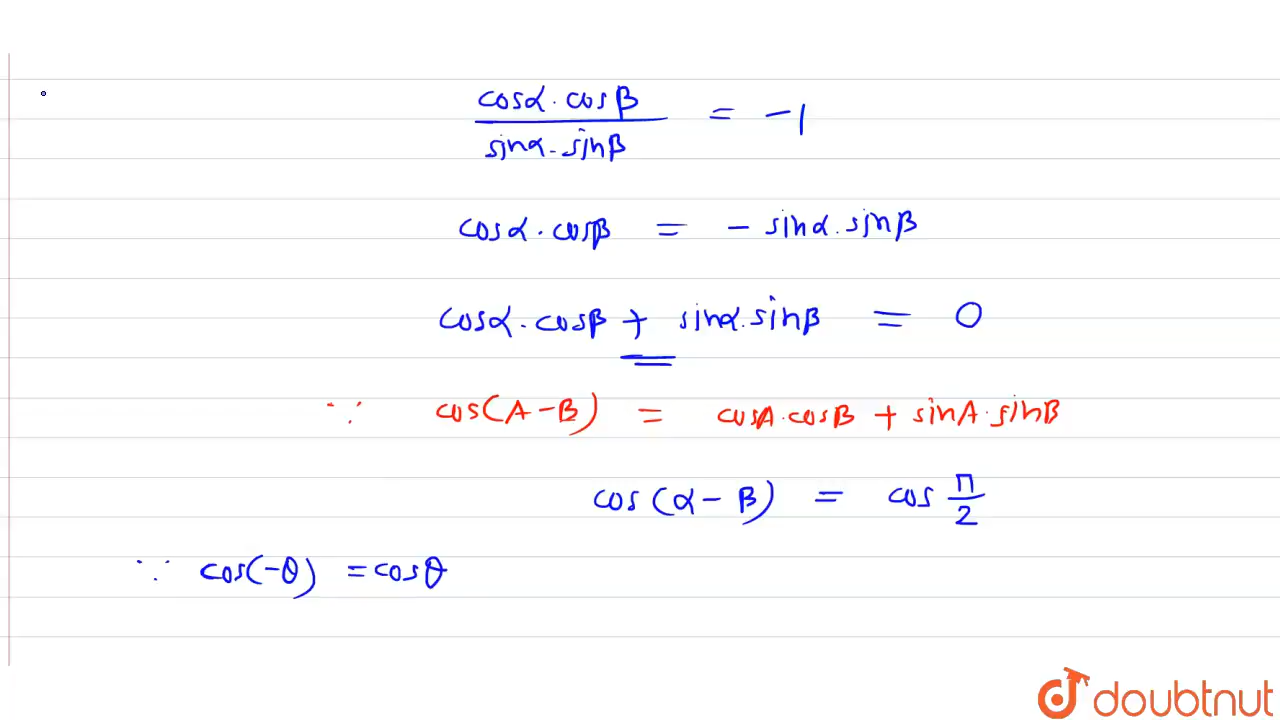 cosα · cosβ / sinα · sinβ = -1
cosα · cosβ = - sinα · sinβ
cosα · cosβ + sinα · sinβ = 0
∵ cos(A-B) = cosA · cosB + sinA · sinB
cos(α-β) = cos π/2
∵ cos(-θ) = cosθ
doubtnut